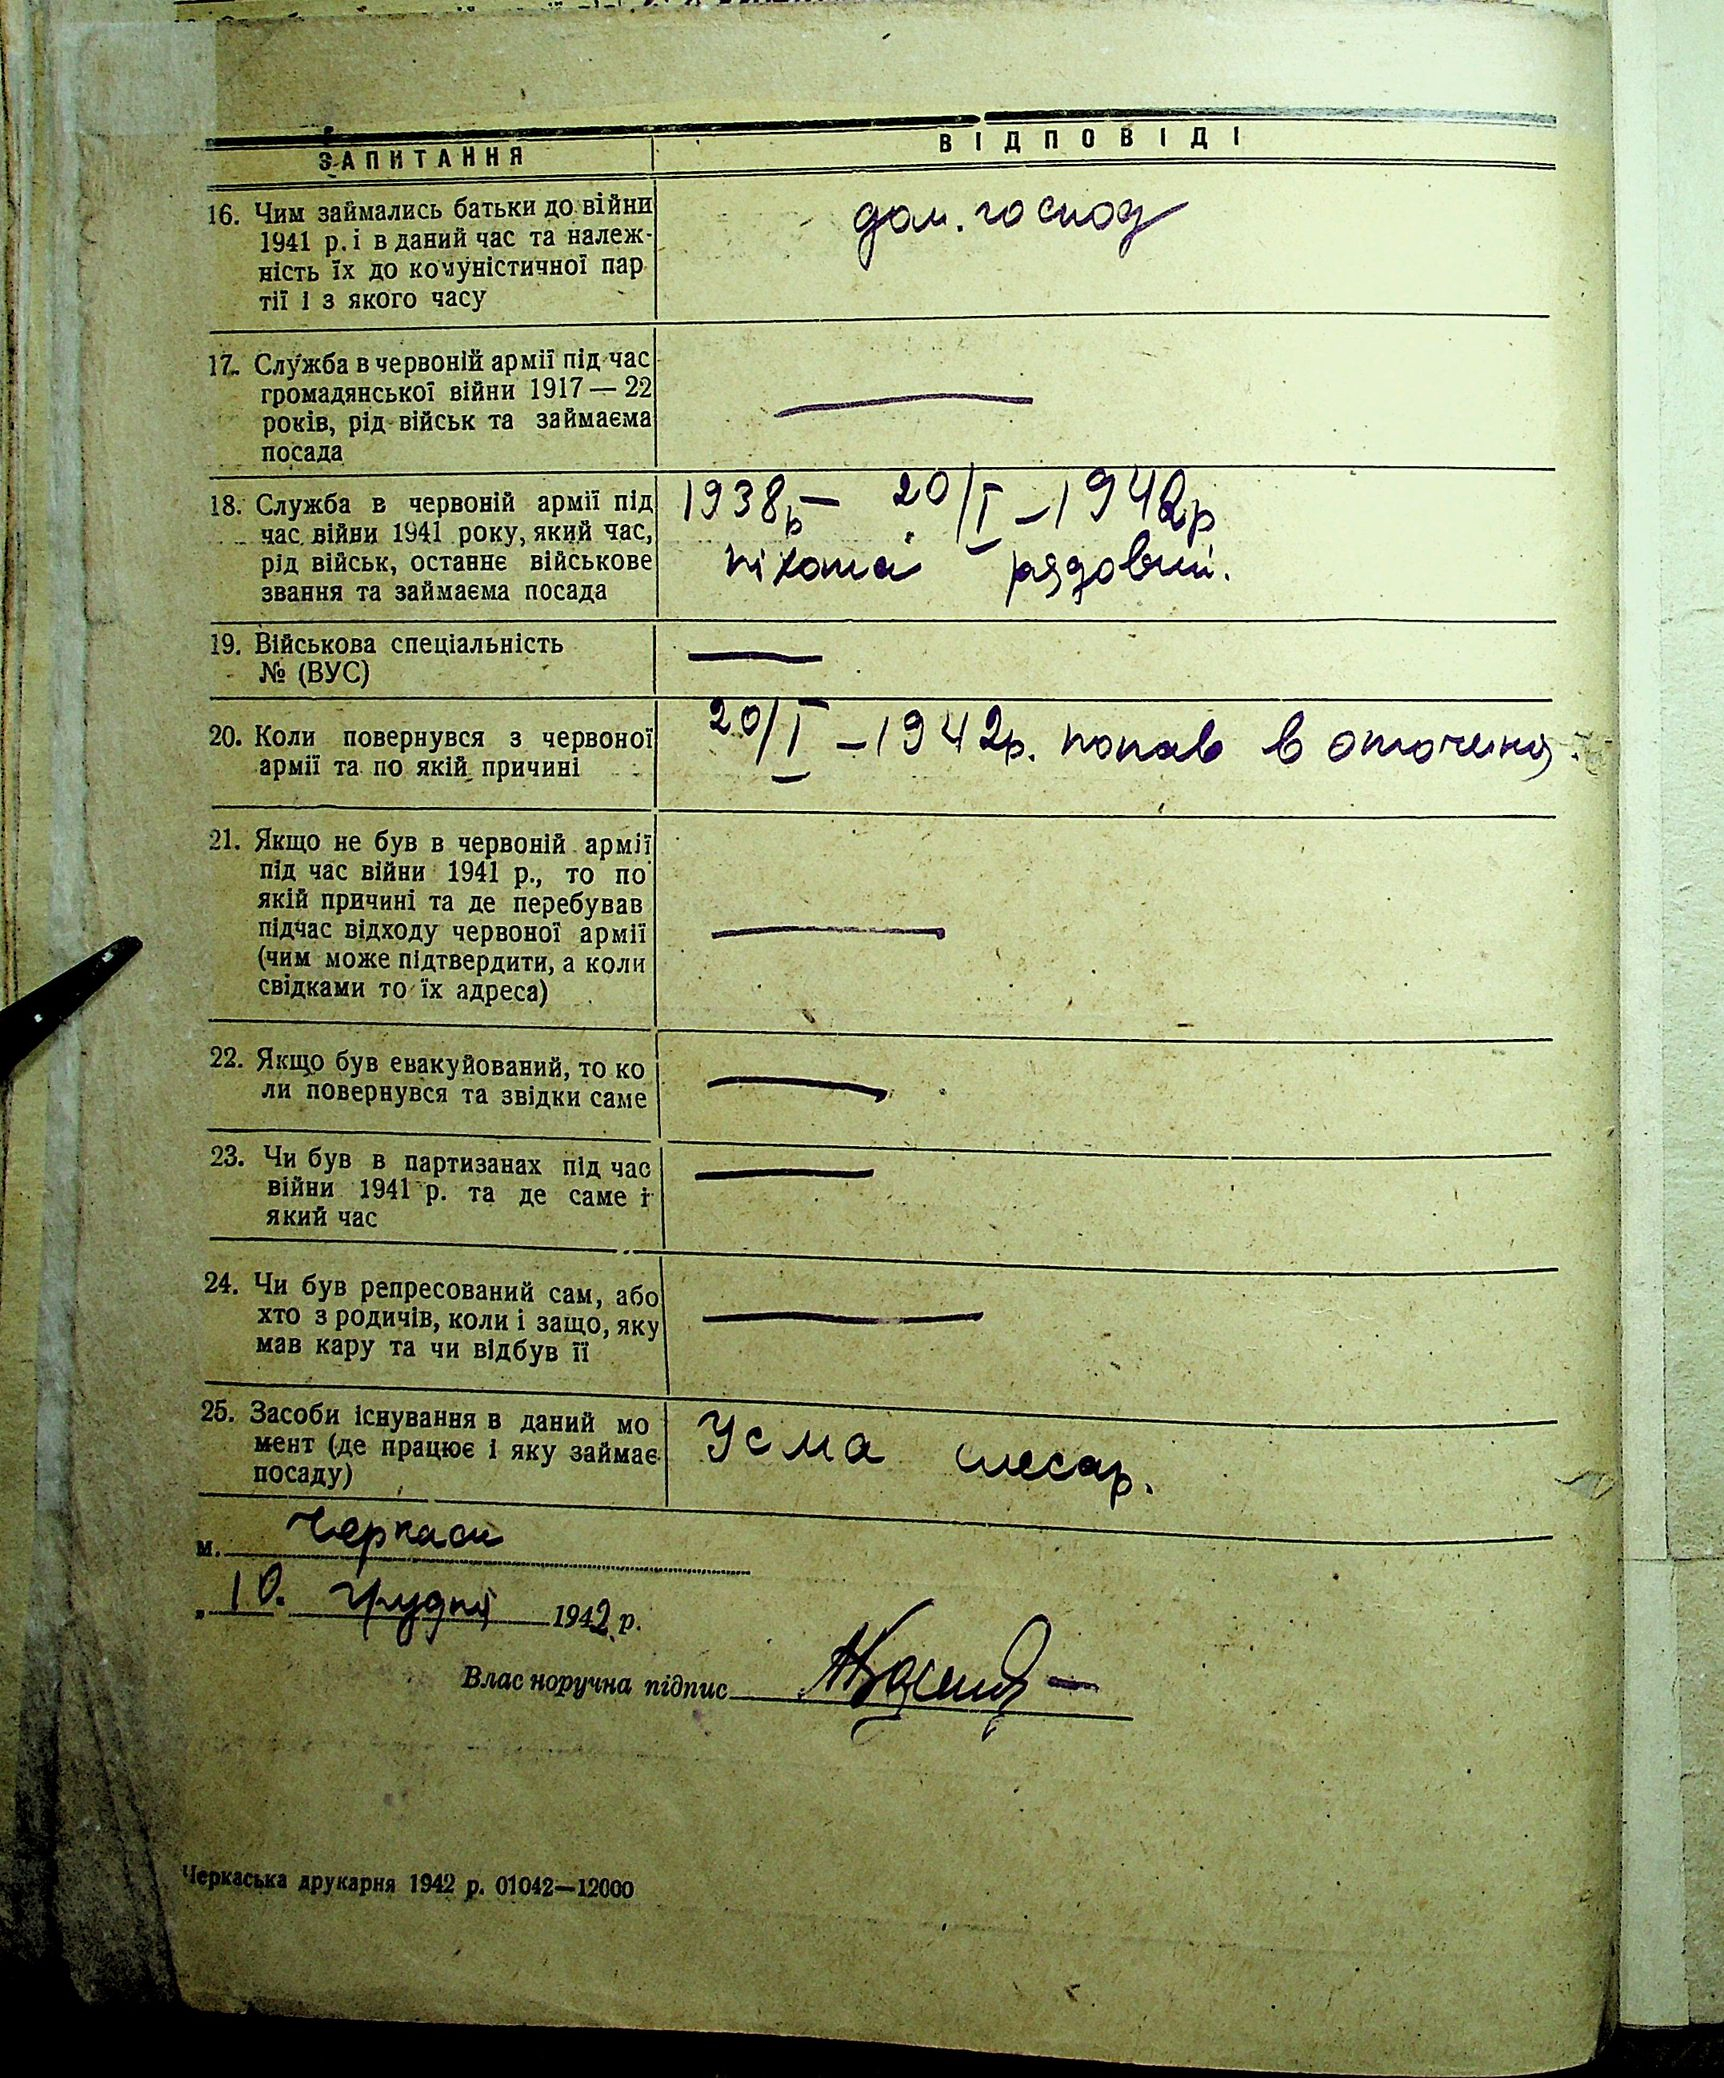 ЗАПИТАННЯ
ВІДПОВІДІ
16. Чим займались батьки до війни
1941 р. і в даний час та належ-
ність їх до комуністичної пар
тії і з якого часу
дом. господ
17. Служба в червоній армії під час
громадянської війни 1917 — 22
років, рід військ та займаєма
посада
18. Служба в червоній армії під
час війни 1941 року, який час,
рід військ, останнє військове
звання та займаєма посада
1938р – 20/I – 1942р
піхота рядовий.
19. Військова спеціальність
№ (ВУС)
20. Коли повернувся з червоної
армії та по якій причині
20/I – 1942р. попав в оточення.
21. Якщо не був в червоній армії
під час війни 1941 р., то по
якій причині та де перебував
підчас відходу червоної армії
(чим може підтвердити, а коли
свідками то їх адреса)
22. Якщо був евакуйований, то ко
ли повернувся та звідки саме
23. Чи був в партизанах під час
війни 1941 р. та де саме і
який час
24. Чи був репресований сам, або
хто з родичів, коли і защо, яку
мав кару та чи відбув її
25. Засоби існування в даний мо
мент (де працює і яку займає
посаду)
Усма слесар.
м. Черкаси
„10. грудня 1942 р.
Влас норучна підпис
Черкаська друкарня 1942 р. 01042—12000